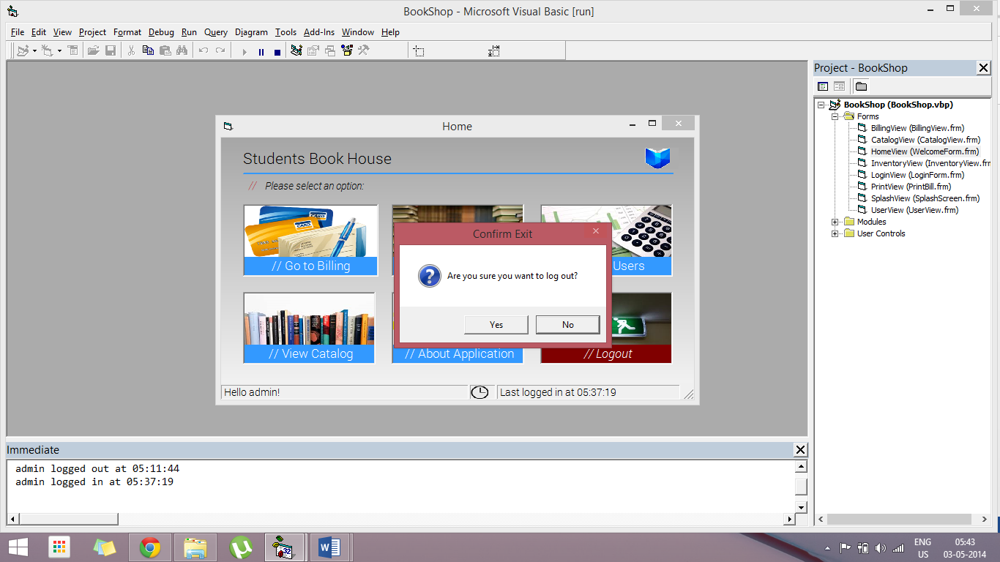 BookShop - Microsoft Visual Basic [run]
File Edit View Project Format Debug Run Query Diagram Tools Add-Ins Window Help
Project - BookShop
BookShop (BookShop.vbp)
Forms
BillingView (BillingView.frm)
CatalogView (CatalogView.frm)
HomeView (WelcomeForm.frm)
InventoryView (InventoryView.frm
LoginView (LoginForm.frm)
PrintView (PrintBill.frm)
SplashView (SplashScreen.frm)
UserView (UserView.frm)
Modules
User Controls
Home
Students Book House
// Please select an option:
CARD
CARD
// Go to Billing
Users
// View Catalog
// About Application
// Logout
Confirm Exit
Are you sure you want to log out?
Yes
No
Hello admin!
Last logged in at 05:37:19
Immediate
admin logged out at 05:11:44
admin logged in at 05:37:19
32
ENG
US
05:43
03-05-2014